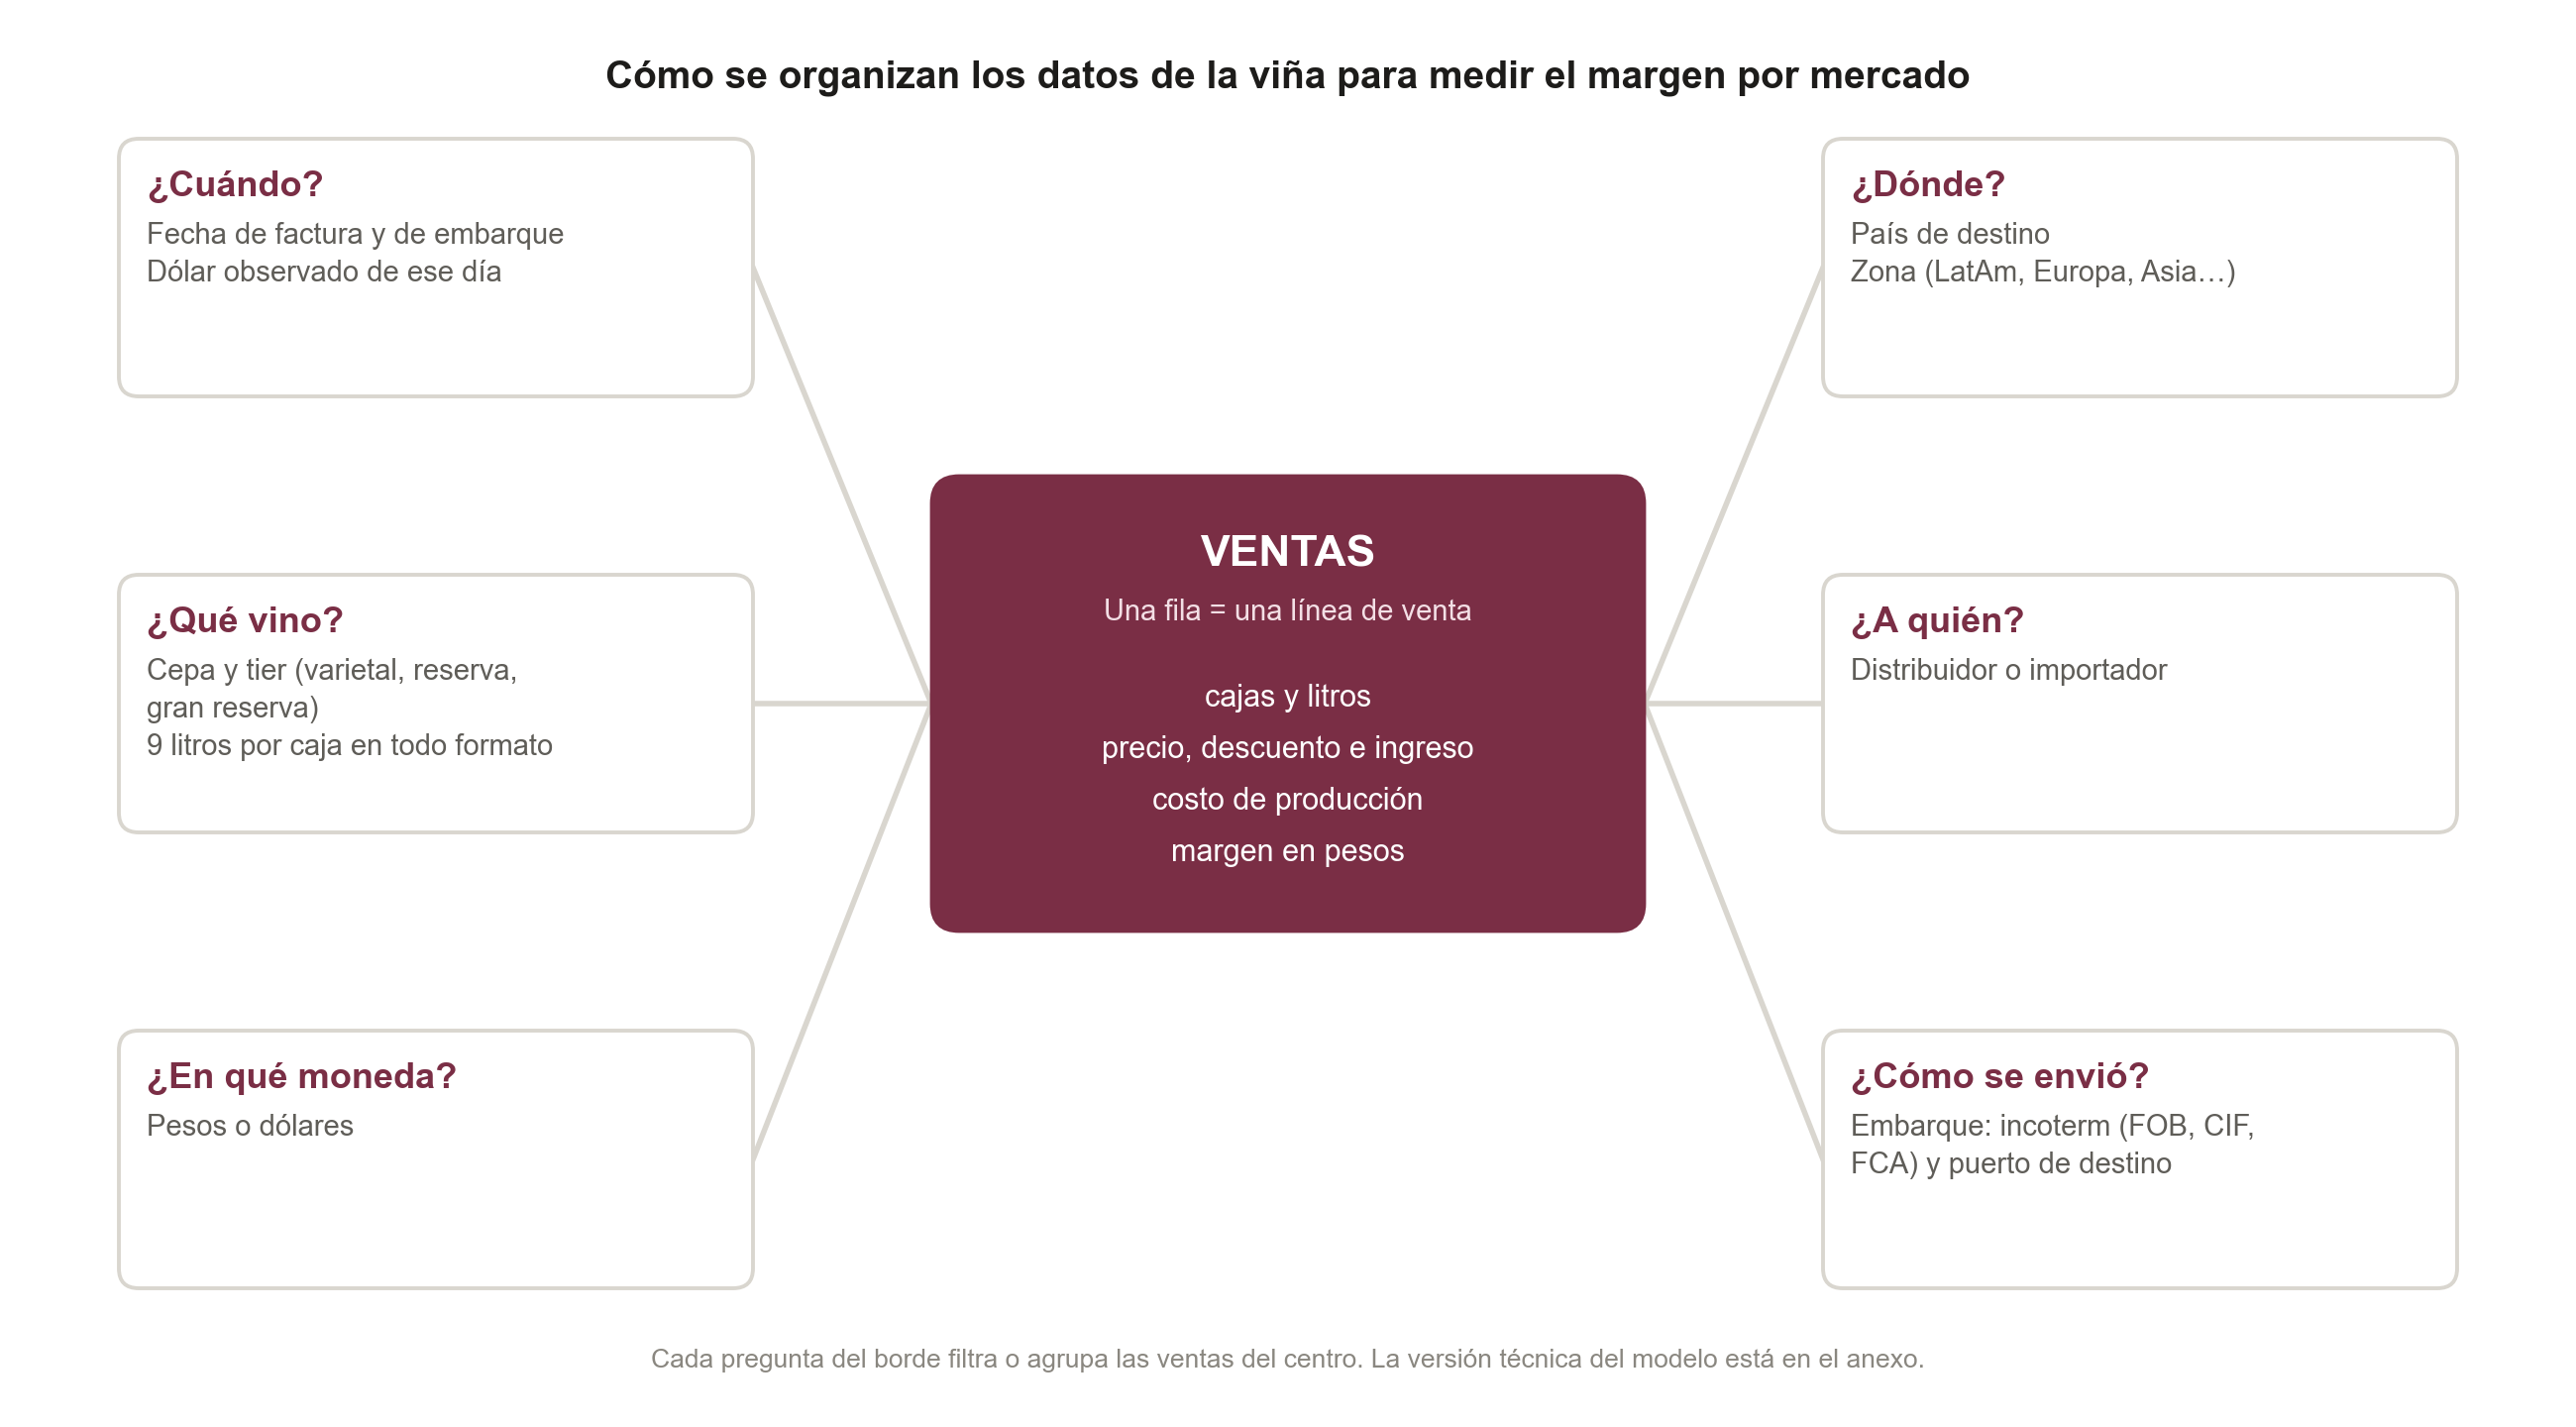 Cómo se organizan los datos de la viña para medir el margen por mercado
¿Cuándo?
Fecha de factura y de embarque
Dólar observado de ese día
¿Qué vino?
Cepa y tier (varietal, reserva,
gran reserva)
9 litros por caja en todo formato
¿En qué moneda?
Pesos o dólares
VENTAS
Una fila = una línea de venta
cajas y litros
precio, descuento e ingreso
costo de producción
margen en pesos
¿Dónde?
País de destino
Zona (LatAm, Europa, Asia…)
¿A quién?
Distribuidor o importador
¿Cómo se envió?
Embarque: incoterm (FOB, CIF,
FCA) y puerto de destino
Cada pregunta del borde filtra o agrupa las ventas del centro. La versión técnica del modelo está en el anexo.